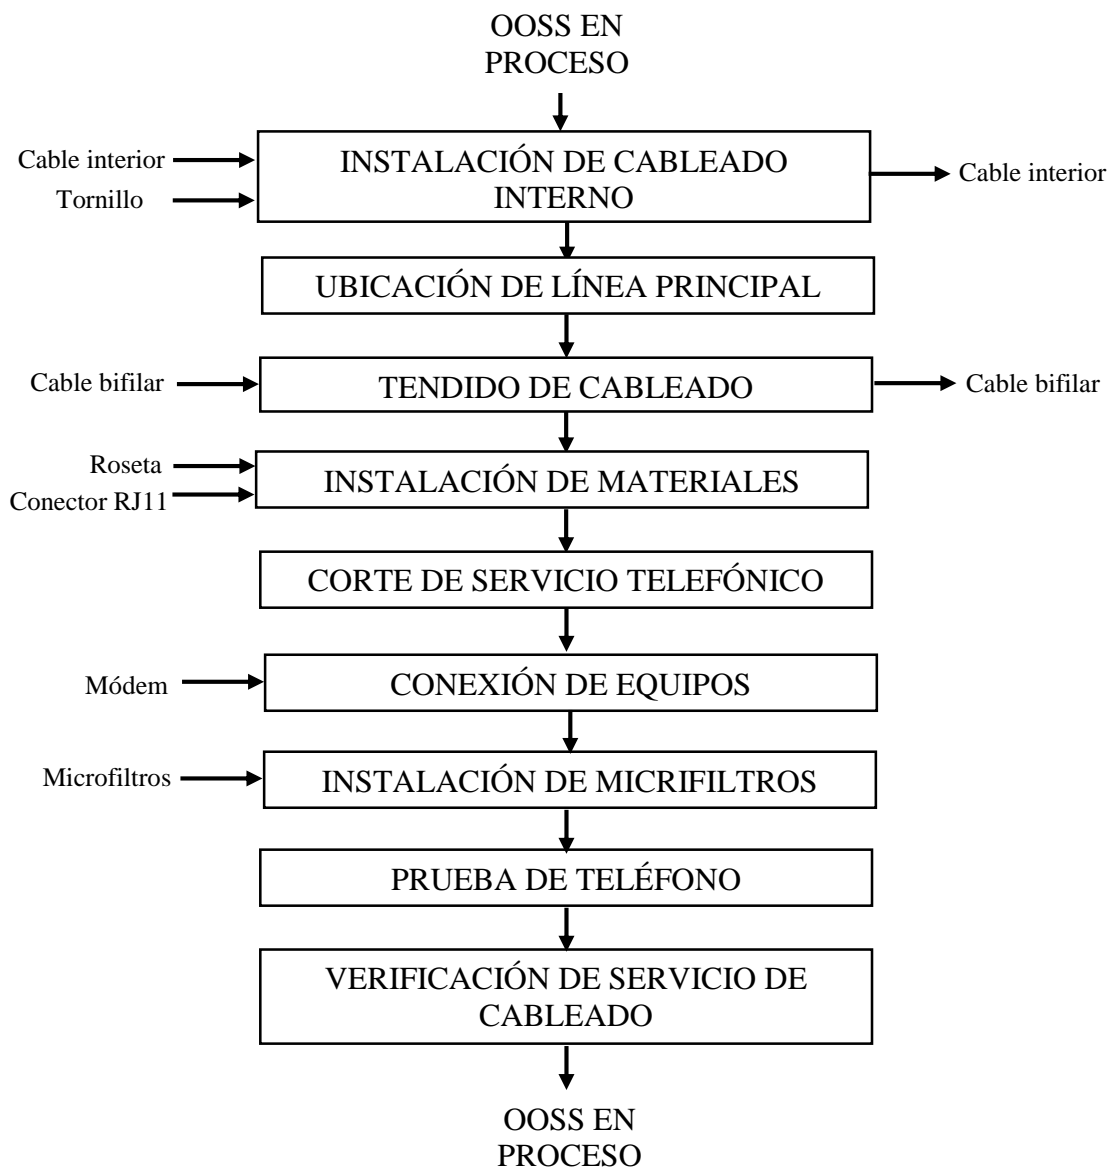 OOSS EN
PROCESO
Cable interior
Tornillo
INSTALACIÓN DE CABLEADO
INTERNO
Cable interior
UBICACIÓN DE LÍNEA PRINCIPAL
Cable bifilar
TENDIDO DE CABLEADO
Cable bifilar
Roseta
Conector RJ11
INSTALACIÓN DE MATERIALES
CORTE DE SERVICIO TELEFÓNICO
Módem
CONEXIÓN DE EQUIPOS
Microfiltros
INSTALACIÓN DE MICRIFILTROS
PRUEBA DE TELÉFONO
VERIFICACIÓN DE SERVICIO DE
CABLEADO
OOSS EN
PROCESO